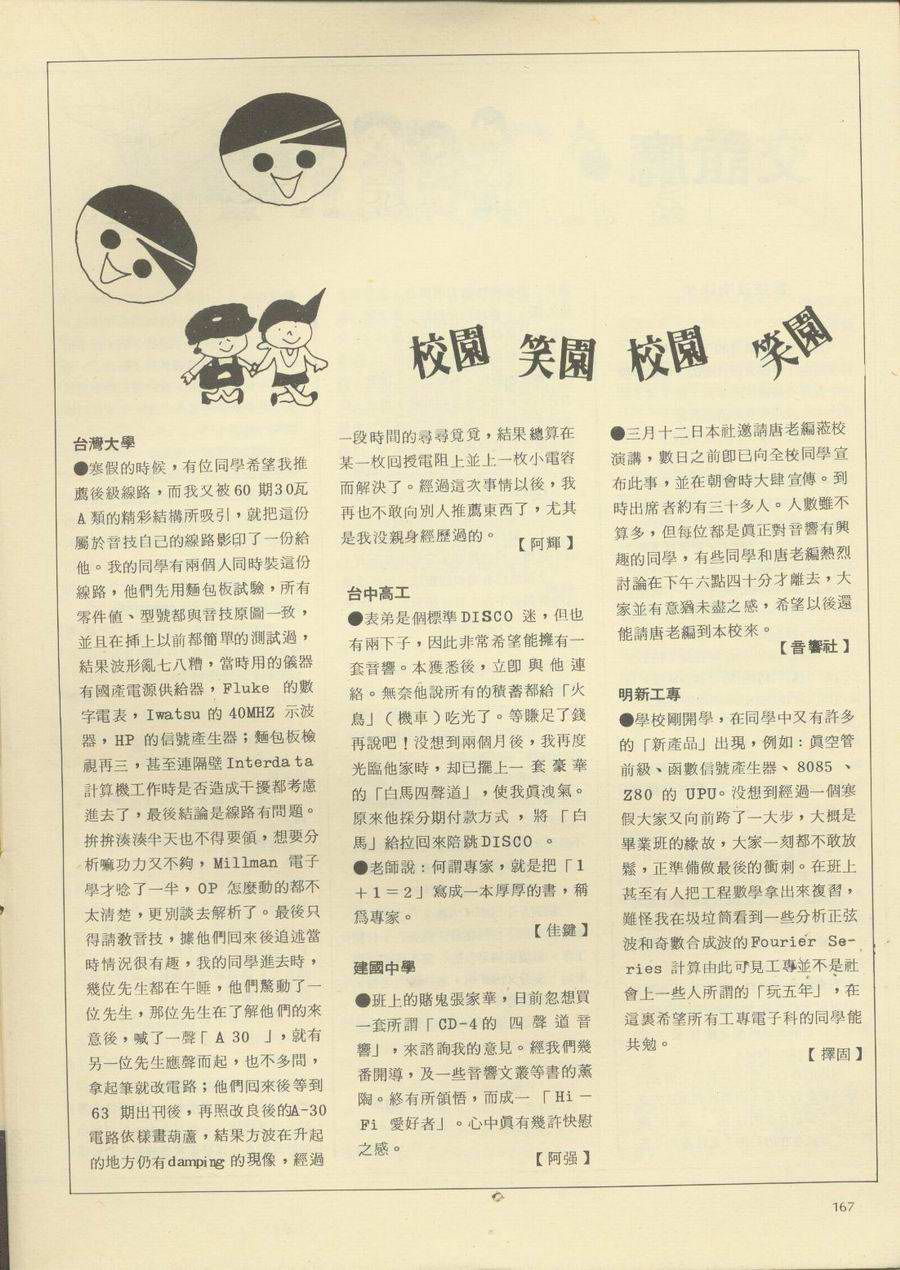 校園 笑園 校園 笑園
台灣大學
●寒假的時候，有位同學希望我推
薦後級線路，而我又被60 期30瓦
A 類的精彩結構所吸引，就把這份
屬於音技自己的線路影印了一份給
他。我的同學有兩個人同時裝這份
線路，他們先用麵包板試驗，所有
零件值、型號都與音技原圖一致，
並且在挿上以前都簡單的測試過，
結果波形亂七八糟，當時用的儀器
有國產電源供給器，Fluke 的數
字電表，Iwatsu 的 40MHZ 示波
器，HP 的信號產生器；麵包板檢
視再三，甚至連隔壁Interdata
計算機工作時是否造成干擾都考慮
進去了，最後結論是線路有問題。
拚拚湊湊半天也不得要領，想要分
析嘛功力又不夠，Millman 電子
學才唸了一半，OP 怎麼動的都不
太清楚，更別談去解析了。最後只
得請教音技，據他們回來後追述當
時情況很有趣，我的同學進去時，
幾位先生都在午睡，他們驚動了一
位先生，那位先生在了解他們的來
意後，喊了一聲「 A 30 」，就有
另一位先生應聲而起，也不多問，
拿起筆就改電路；他們回來後等到
63 期出刊後，再照改良後的A-30
電路依樣畫葫蘆，結果方波在升起
的地方仍有damping 的現像，經過
一段時間的尋尋覓覓，結果總算在
某一枚回授電阻上並上一枚小電容
而解決了。經過這次事情以後，我
再也不敢向別人推薦東西了，尤其
是我没親身經歷過的。
【阿輝】
台中高工
●表弟是個標準DISCO 迷，但也
有兩下子，因此非常希望能擁有一
套音響。本獲悉後，立卽與他連
絡。無奈他說所有的積蓄都給「火
鳥」（機車）吃光了。等賺足了錢
再說吧！没想到兩個月後，我再度
光臨他家時，却已擺上一套豪華
的「白馬四聲道」，使我眞洩氣。
原來他採分期付款方式，將「白
馬」給拉回來陪跳DISCO 。
●老師說：何謂專家，就是把「1
＋1＝2」寫成一本厚厚的書，稱
爲專家。
【佳鍵】
建國中學
●班上的賭鬼張家華，日前忽想買
一套所謂「CD-4的 四聲道音
響」，來諮詢我的意見。經我們幾
番開導，及一些音響文叢等書的薰
陶。終有所領悟，而成一「Hi－
Fi 愛好者」。心中眞有幾許快慰
之感。
【阿强】
●三月十二日本社邀請唐老編蒞校
演講，數日之前卽已向全校同學宣
布此事，並在朝會時大肆宣傳。到
時出席者約有三十多人。人數雖不
算多，但每位都是眞正對音響有興
趣的同學，有些同學和唐老編熱烈
討論在下午六點四十分才離去，大
家並有意猶未盡之感，希望以後還
能請唐老編到本校來。
【音響社】
明新工專
●學校剛開學，在同學中又有許多
的「新產品」出現，例如：眞空管
前級、函數信號產生器、8085 、
Z80 的 UPU。没想到經過一個寒
假大家又向前跨了一大步，大概是
畢業班的緣故，大家一刻都不敢放
鬆，正準備做最後的衝刺。在班上
甚至有人把工程數學拿出來複習，
難怪我在圾垃筒看到一些分析正弦
波和奇數合成波的Fourier Se-
ries 計算由此可見工專並不是社
會上一些人所謂的「玩五年」，在
這裏希望所有工專電子科的同學能
共勉。
【擇固】
167